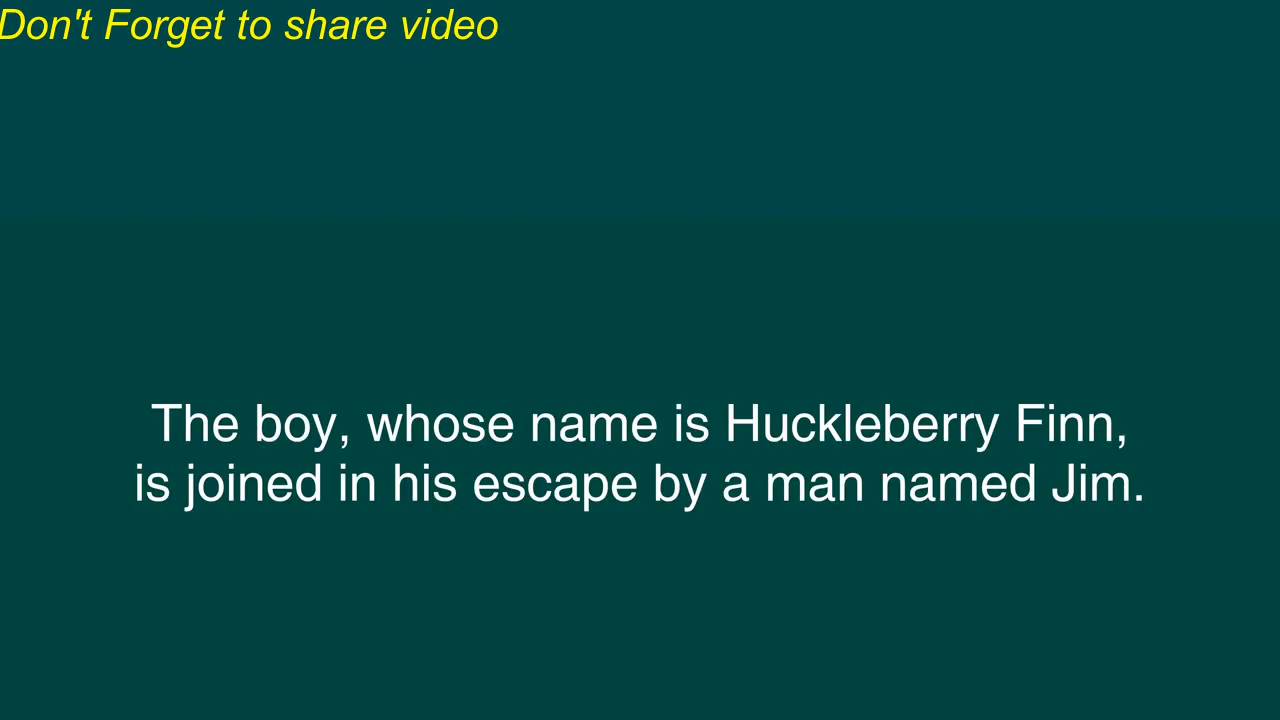 Don't Forget to share video
The boy, whose name is Huckleberry Finn,
is joined in his escape by a man named Jim.